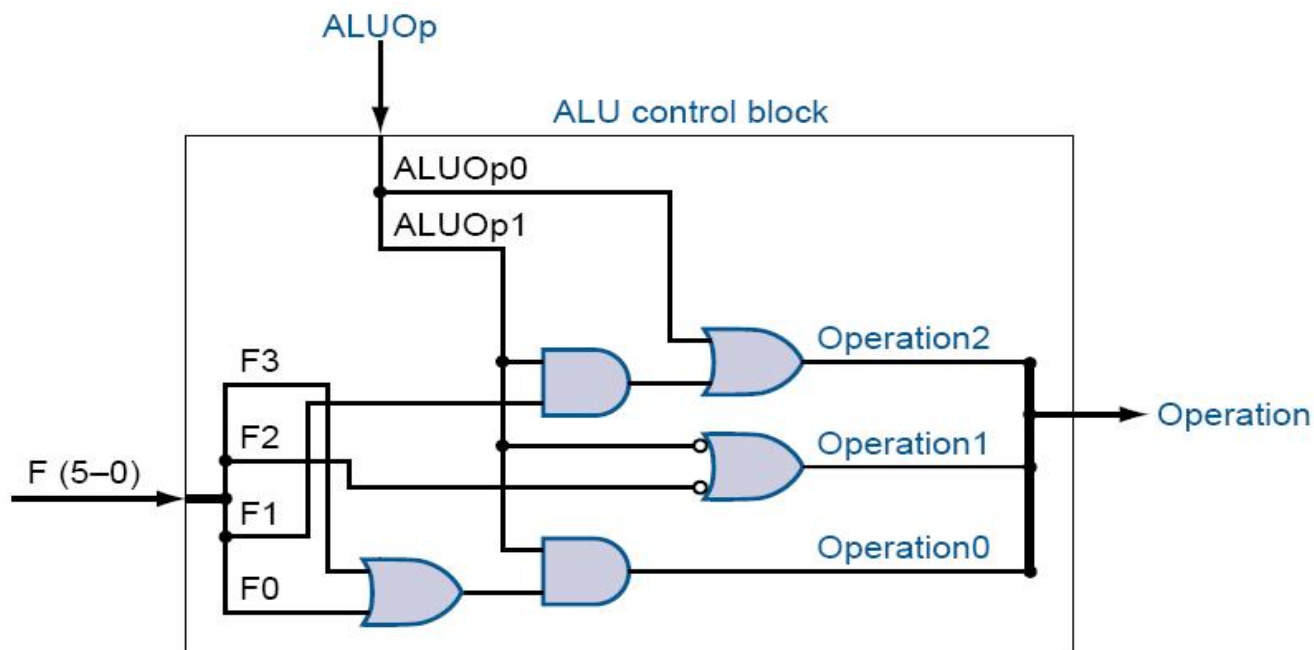 ALUOp
ALU control block
ALUOp0
ALUOp1
Operation2
F3
F2
Operation1
Operation
F (5–0)
F1
Operation0
F0